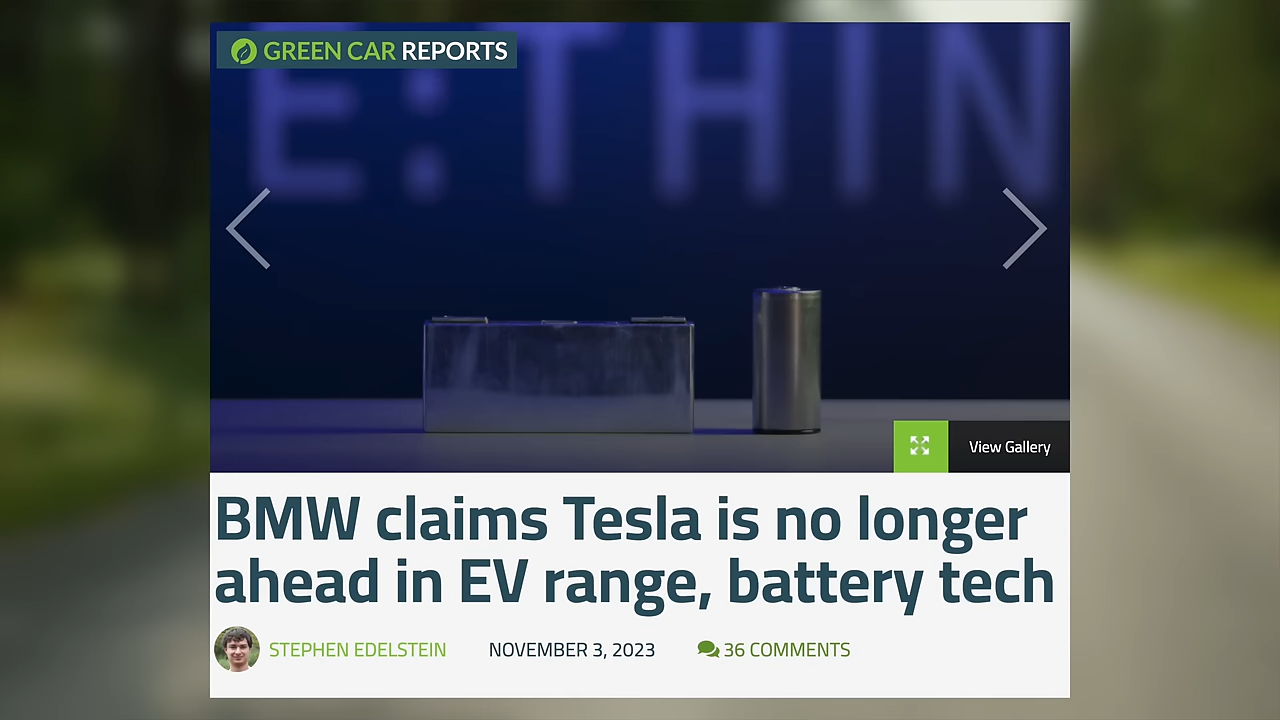 GREEN CAR REPORTS
E:THIN
View Gallery
BMW claims Tesla is no longer
ahead in EV range, battery tech
STEPHEN EDELSTEIN NOVEMBER 3, 2023 36 COMMENTS